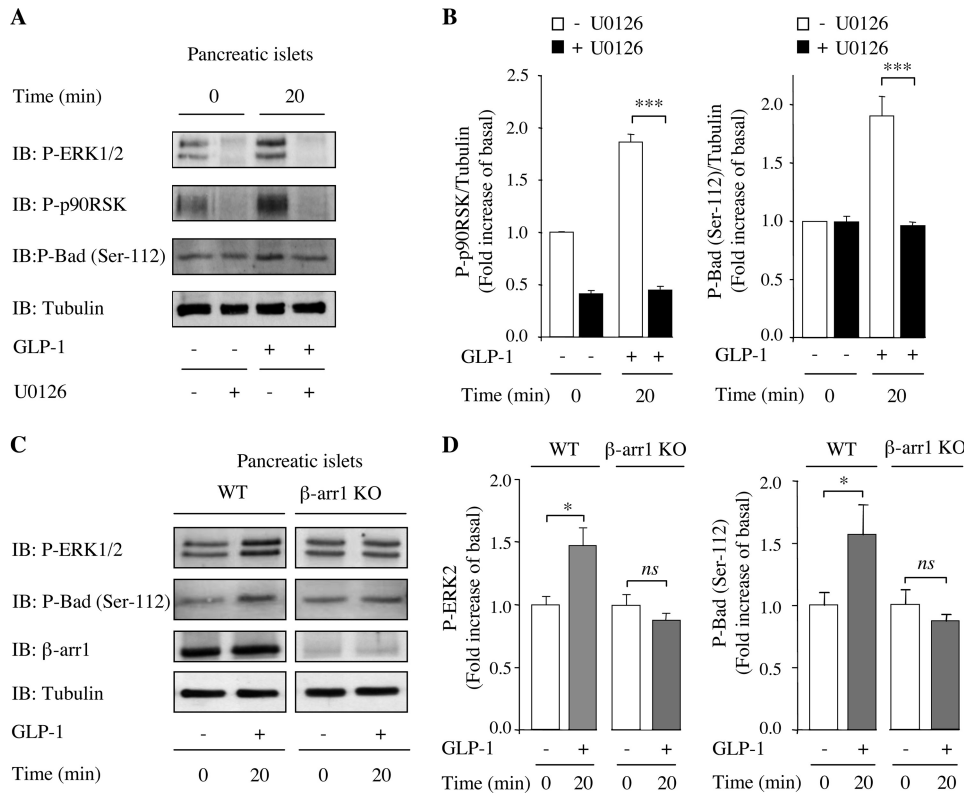 A
Pancreatic islets
Time (min) 0 20
IB: P-ERK1/2
IB: P-p90RSK
IB:P-Bad (Ser-112)
IB: Tubulin
GLP-1 - - + +
U0126 - + - +
B
- U0126
+ U0126
P-p90RSK/Tubulin
(Fold increase of basal)
2.5
2.0
1.5
1.0
0.5
0.0
***
GLP-1 - - + +
Time (min) 0 20
- U0126
+ U0126
P-Bad (Ser-112)/Tubulin
(Fold increase of basal)
2.0
1.5
1.0
0.5
0.0
***
GLP-1 - - + +
Time (min) 0 20
C
Pancreatic islets
WT β-arr1 KO
IB: P-ERK1/2
IB: P-Bad (Ser-112)
IB: β-arr1
IB: Tubulin
GLP-1 - + - +
Time (min) 0 20 0 20
D
WT β-arr1 KO
P-ERK2
(Fold increase of basal)
2.0
1.5
1.0
0.5
0.0
*
ns
GLP-1 - + - +
Time (min) 0 20 0 20
WT β-arr1 KO
P-Bad (Ser-112)
(Fold increase of basal)
2.0
1.5
1.0
0.5
0.0
*
ns
GLP-1 - + - +
Time (min) 0 20 0 20